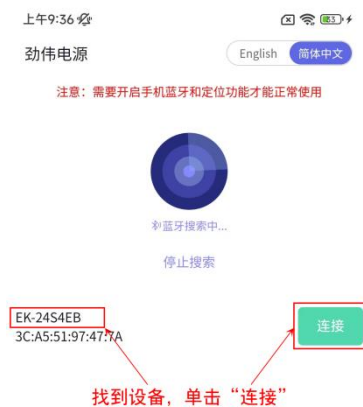 上午9:36
83
劲伟电源
English
简体中文
注意：需要开启手机蓝牙和定位功能才能正常使用
蓝牙搜索中...
停止搜索
EK-24S4EB
3C:A5:51:97:47:7A
连接
找到设备，单击“连接”